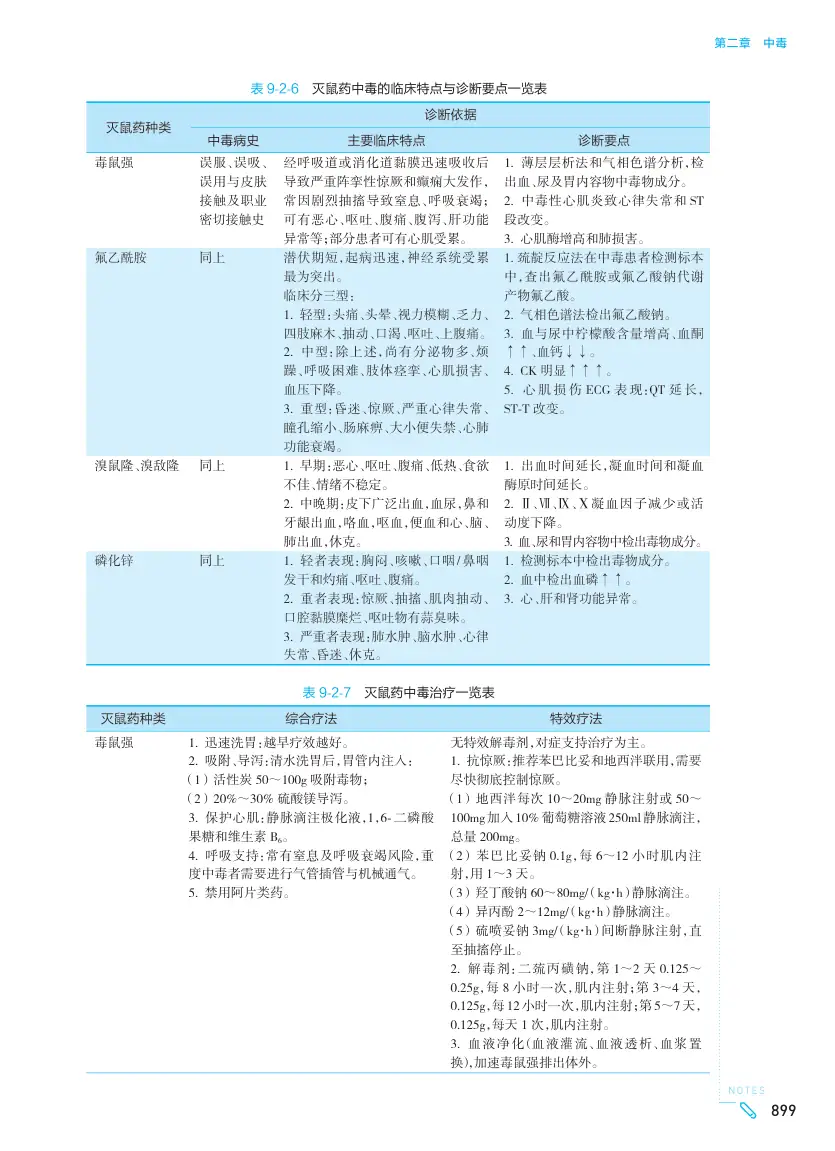 第二章 中毒
表 9-2-6 灭鼠药中毒的临床特点与诊断要点一览表
灭鼠药种类
诊断依据
中毒病史 主要临床特点 诊断要点
毒鼠强
误服、误吸、
误用与皮肤
接触及职业
密切接触史
经呼吸道或消化道黏膜迅速吸收后
导致严重阵挛性惊厥和癫痫大发作，
常因剧烈抽搐导致窒息、呼吸衰竭；
可有恶心、呕吐、腹痛、腹泻、肝功能
异常等；部分患者可有心肌受累。
1. 薄层层析法和气相色谱分析，检
出血、尿及胃内容物中毒物成分。
2. 中毒性心肌炎致心律失常和 ST
段改变。
3. 心肌酶增高和肺损害。
氟乙酰胺
同上
潜伏期短，起病迅速，神经系统受累
最为突出。
临床分三型：
1. 轻型：头痛、头晕、视力模糊、乏力、
四肢麻木、抽动、口渴、呕吐、上腹痛。
2. 中型：除上述，尚有分泌物多、烦
躁、呼吸困难、肢体痉挛、心肌损害、
血压下降。
3. 重型：昏迷、惊厥、严重心律失常、
瞳孔缩小、肠麻痹、大小便失禁、心肺
功能衰竭。
1. 巯靛反应法在中毒患者检测标本
中，查出氟乙酰胺或氟乙酸钠代谢
产物氟乙酸。
2. 气相色谱法检出氟乙酸钠。
3. 血与尿中柠檬酸含量增高、血酮
↑↑、血钙↓↓。
4. CK 明显↑↑↑。
5. 心肌损伤 ECG 表现：QT 延长，
ST-T 改变。
溴鼠隆、溴敌隆
同上
1. 早期：恶心、呕吐、腹痛、低热、食欲
不佳、情绪不稳定。
2. 中晚期：皮下广泛出血，血尿，鼻和
牙龈出血，咯血，呕血，便血和心、脑、
肺出血，休克。
1. 出血时间延长，凝血时间和凝血
酶原时间延长。
2. Ⅱ、Ⅶ、Ⅸ、Ⅹ凝血因子减少或活
动度下降。
3. 血、尿和胃内容物中检出毒物成分。
磷化锌
同上
1. 轻者表现：胸闷、咳嗽、口咽/鼻咽
发干和灼痛、呕吐、腹痛。
2. 重者表现：惊厥、抽搐、肌肉抽动、
口腔黏膜糜烂、呕吐物有蒜臭味。
3. 严重者表现：肺水肿、脑水肿、心律
失常、昏迷、休克。
1. 检测标本中检出毒物成分。
2. 血中检出血磷↑↑。
3. 心、肝和肾功能异常。
表 9-2-7 灭鼠药中毒治疗一览表
灭鼠药种类 综合疗法 特效疗法
毒鼠强
1. 迅速洗胃：越早疗效越好。
2. 吸附、导泻：清水洗胃后，胃管内注入：
（1）活性炭 50～100g 吸附毒物；
（2）20%～30% 硫酸镁导泻。
3. 保护心肌：静脉滴注极化液，1，6-二磷酸
果糖和维生素 B₆。
4. 呼吸支持：常有窒息及呼吸衰竭风险，重
度中毒者需要进行气管插管与机械通气。
5. 禁用阿片类药。
无特效解毒剂，对症支持治疗为主。
1. 抗惊厥：推荐苯巴比妥和地西泮联用，需要
尽快彻底控制惊厥。
（1）地西泮每次 10～20mg 静脉注射或 50～
100mg 加入 10% 葡萄糖溶液 250ml 静脉滴注，
总量 200mg。
（2）苯巴比妥钠 0.1g，每 6～12 小时肌内注
射，用 1～3 天。
（3）羟丁酸钠 60～80mg/（kg·h）静脉滴注。
（4）异丙酚 2～12mg/（kg·h）静脉滴注。
（5）硫喷妥钠 3mg/（kg·h）间断静脉注射，直
至抽搐停止。
2. 解毒剂：二巯丙磺钠，第 1～2 天 0.125～
0.25g，每 8 小时一次，肌内注射；第 3～4 天，
0.125g，每 12 小时一次，肌内注射；第 5～7 天，
0.125g，每天 1 次，肌内注射。
3. 血液净化（血液灌流、血液透析、血浆置
换），加速毒鼠强排出体外。
NOTES
899